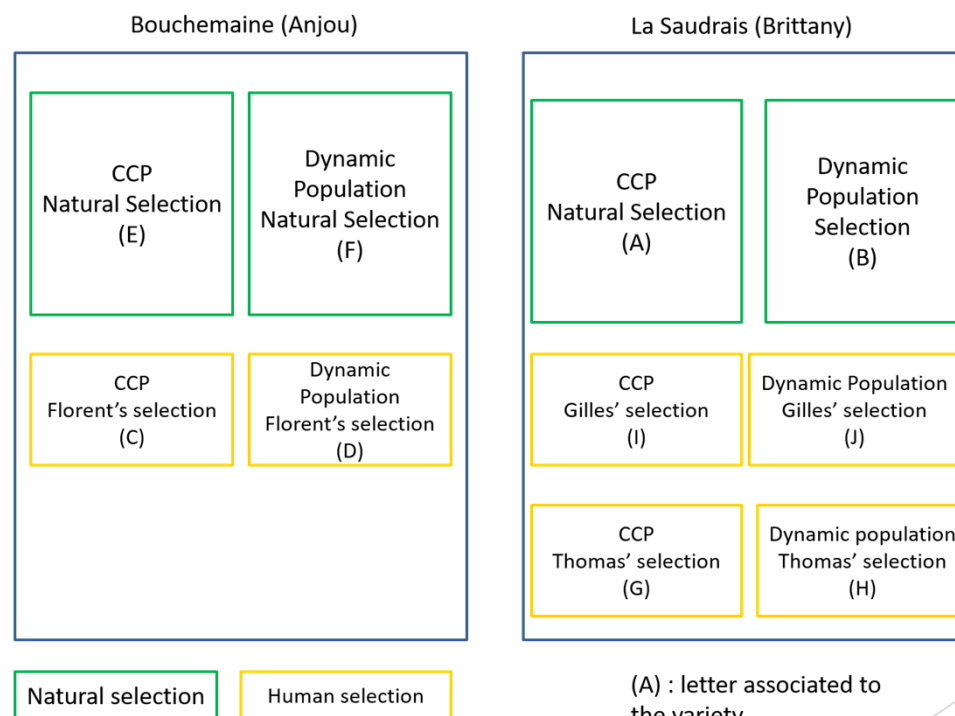 Bouchemaine (Anjou)
La Saudrais (Brittany)
CCP
Natural Selection
(E)
Dynamic
Population
Natural Selection
(F)
CCP
Natural Selection
(A)
Dynamic
Population
Selection
(B)
CCP
Florent's selection
(C)
Dynamic
Population
Florent's selection
(D)
CCP
Gilles' selection
(I)
Dynamic Population
Gilles' selection
(J)
CCP
Thomas' selection
(G)
Dynamic population
Thomas' selection
(H)
Natural selection
Human selection
(A) : letter associated to
the variety